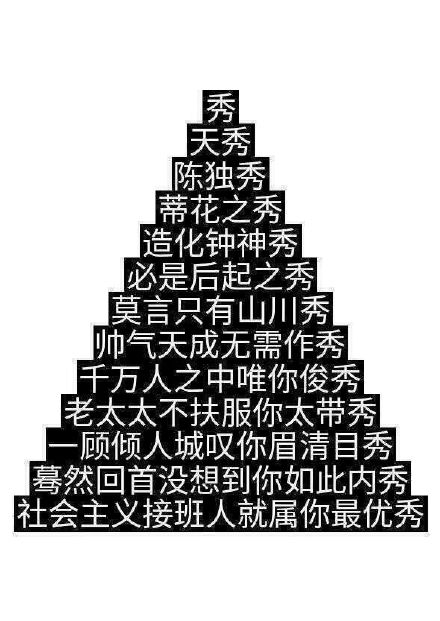 秀
天秀
陈独秀
蒂花之秀
造化钟神秀
必是后起之秀
莫言只有山川秀
帅气天成无需作秀
千万人之中唯你俊秀
老太太不扶服你太带秀
一顾倾人城叹你眉清目秀
蓦然回首没想到你如此内秀
社会主义接班人就属你最优秀